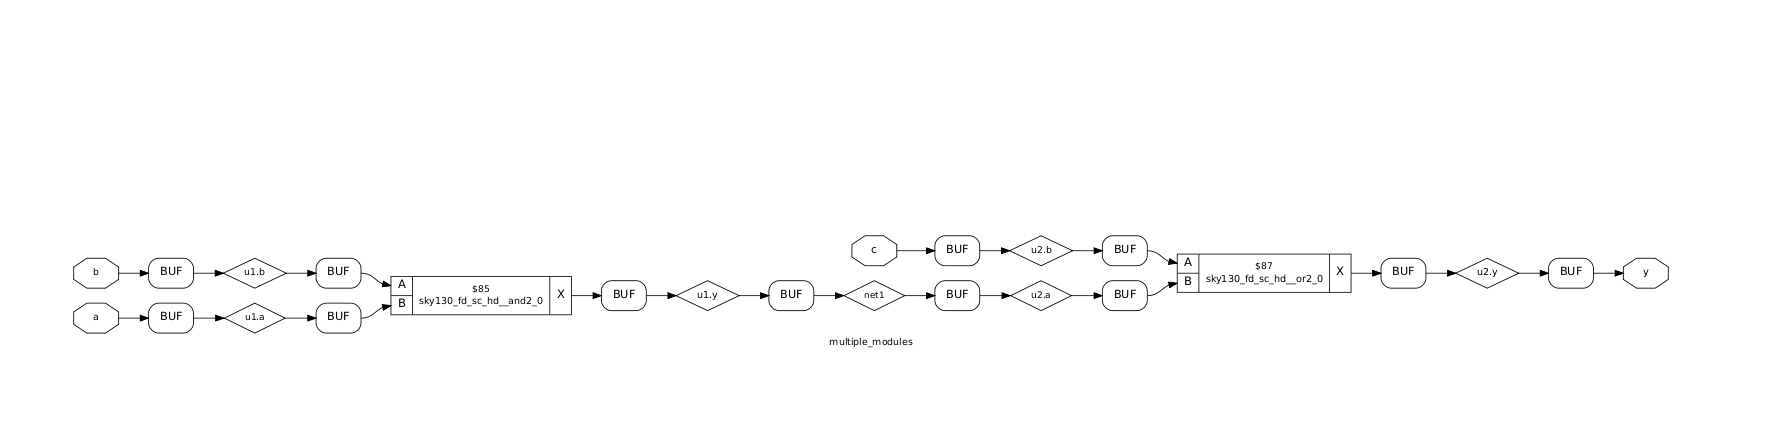 c
BUF
u2.b
BUF
b
BUF
u1.b
BUF
A
B
$85
sky130_fd_sc_hd__and2_0
X
A
B
$87
sky130_fd_sc_hd__or2_0
X
BUF
u2.y
BUF
y
a
BUF
u1.a
BUF
BUF
u1.y
BUF
net1
BUF
u2.a
BUF
multiple_modules